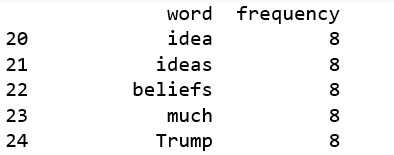 word frequency
20 idea 8
21 ideas 8
22 beliefs 8
23 much 8
24 Trump 8